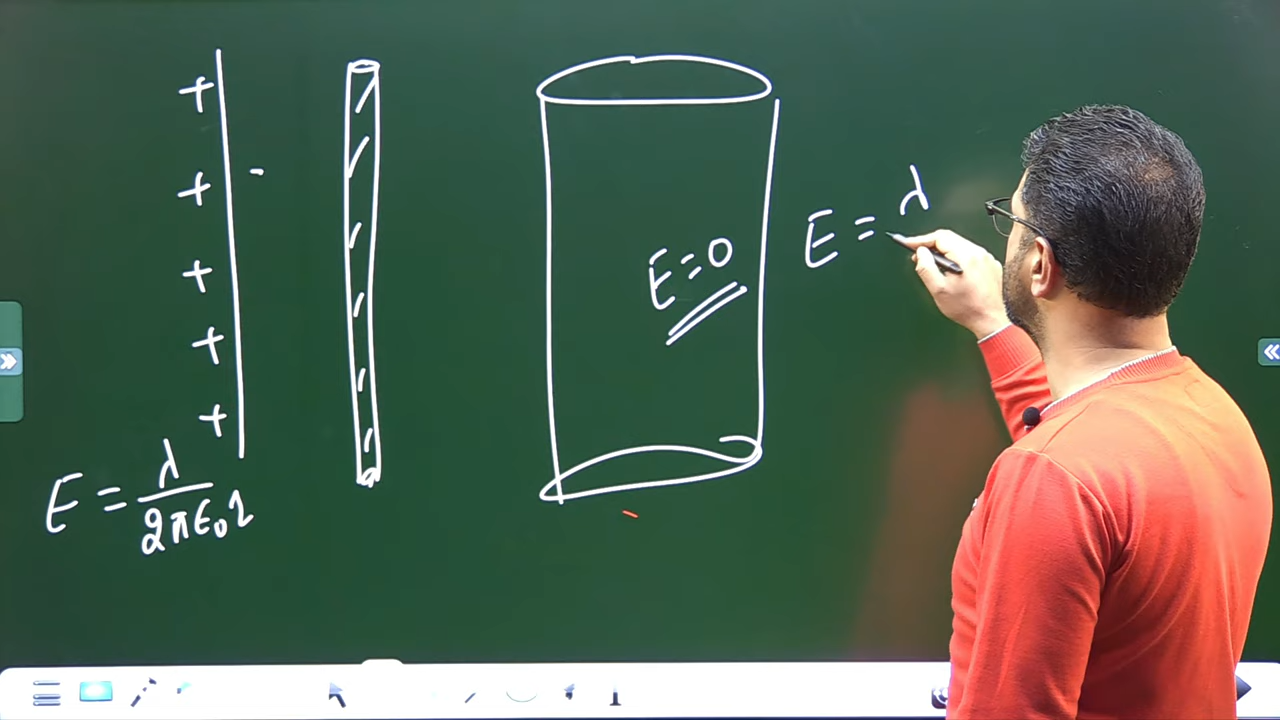 +
+
+
+
+
E = λ / 2πε₀r
E=0
E = λ